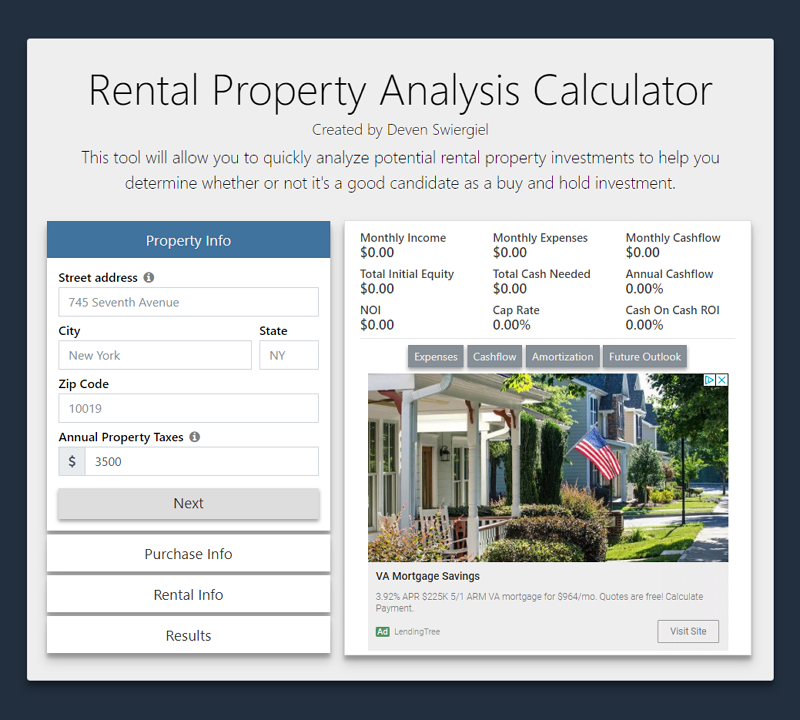 Rental Property Analysis Calculator
Created by Deven Swiergiel
This tool will allow you to quickly analyze potential rental property investments to help you
determine whether or not it's a good candidate as a buy and hold investment.
Property Info
Street address
745 Seventh Avenue
City State
New York NY
Zip Code
10019
Annual Property Taxes
$ 3500
Next
Purchase Info
Rental Info
Results
Monthly Income Monthly Expenses Monthly Cashflow
$0.00 $0.00 $0.00
Total Initial Equity Total Cash Needed Annual Cashflow
$0.00 $0.00 0.00%
NOI Cap Rate Cash On Cash ROI
$0.00 0.00% 0.00%
Expenses Cashflow Amortization Future Outlook
VA Mortgage Savings
3.92% APR $225K 5/1 ARM VA mortgage for $964/mo. Quotes are free! Calculate
Payment.
Ad LendingTree
Visit Site